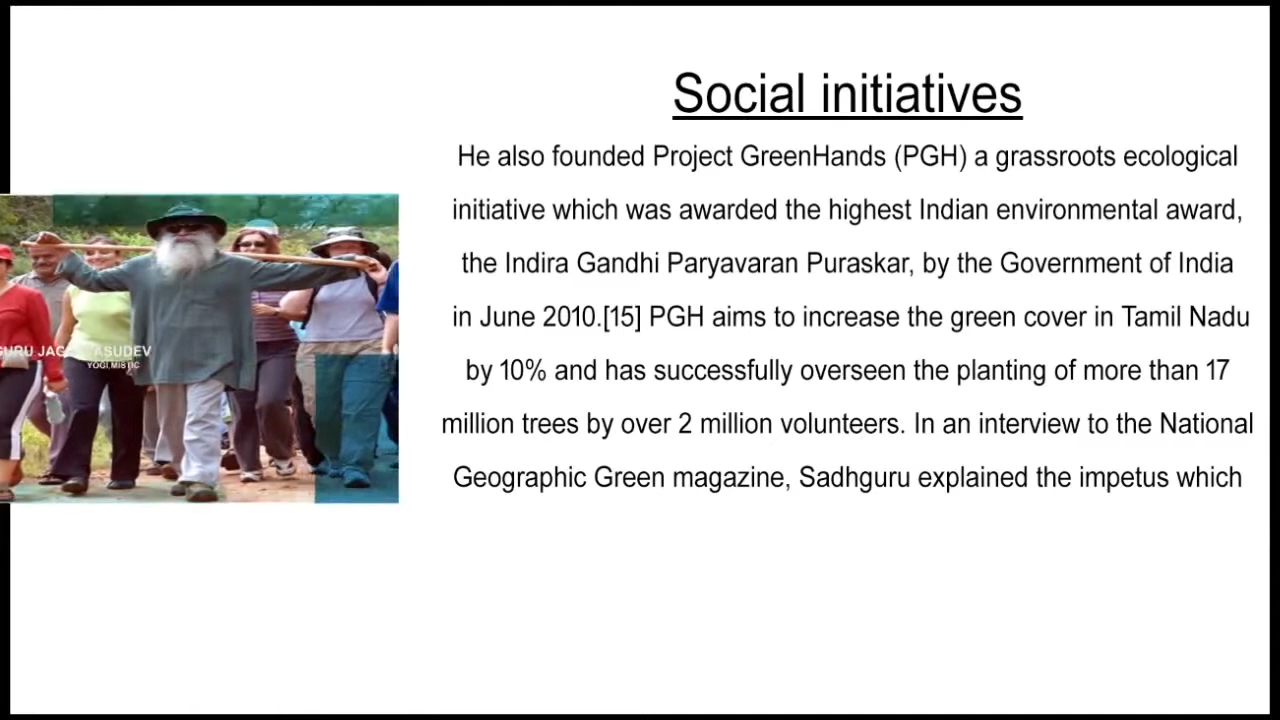 Social initiatives
He also founded Project GreenHands (PGH) a grassroots ecological
initiative which was awarded the highest Indian environmental award,
the Indira Gandhi Paryavaran Puraskar, by the Government of India
in June 2010.[15] PGH aims to increase the green cover in Tamil Nadu
by 10% and has successfully overseen the planting of more than 17
million trees by over 2 million volunteers. In an interview to the National
Geographic Green magazine, Sadhguru explained the impetus which
YOGI,MISTIC